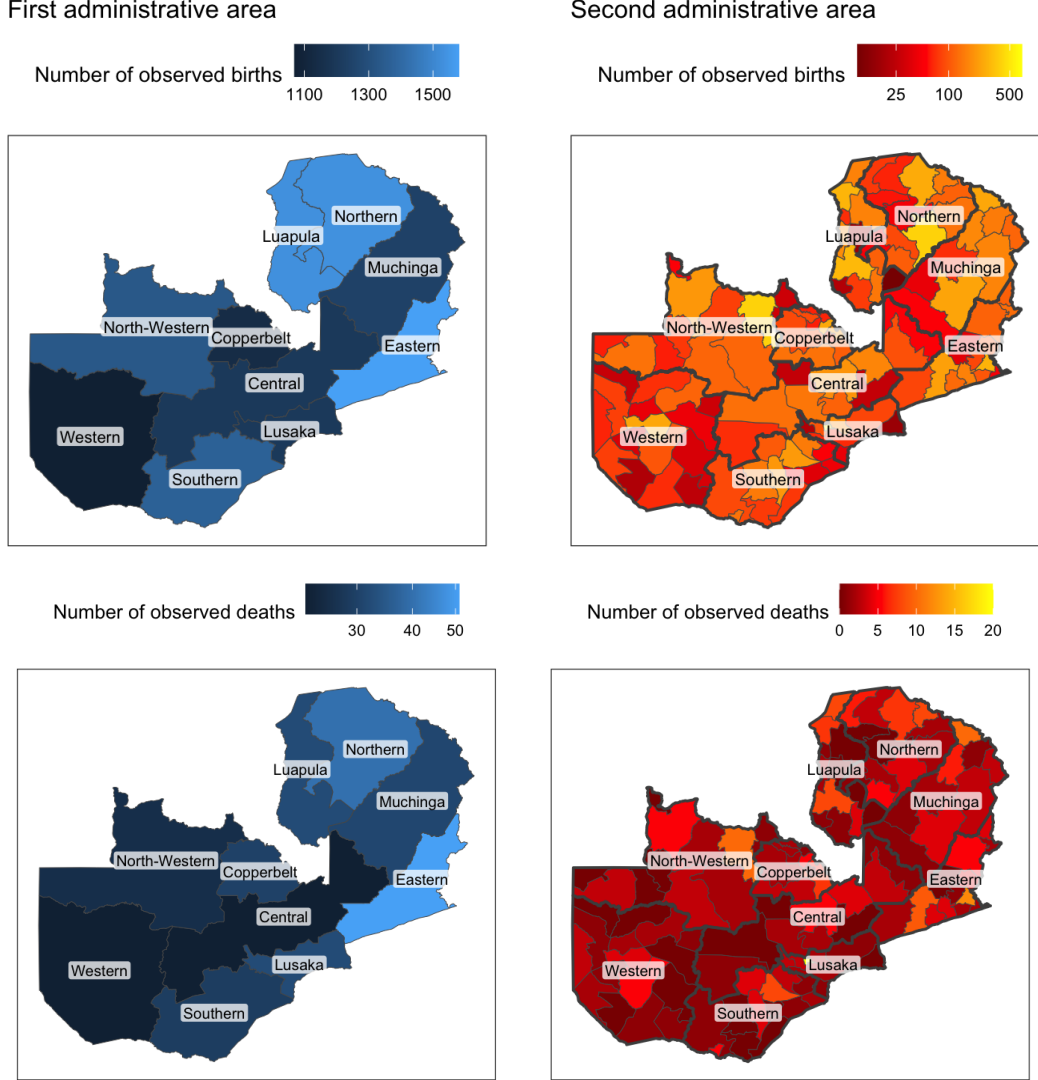 First administrative area
Second administrative area
Number of observed births
1100 1300 1500
Number of observed births
25 100 500
Northern
Luapula
Muchinga
North-Western
Copperbelt
Eastern
Central
Western
Lusaka
Southern
Northern
Luapula
Muchinga
North-Western
Copperbelt
Eastern
Central
Western
Lusaka
Southern
Number of observed deaths
30 40 50
Number of observed deaths
0 5 10 15 20
Northern
Luapula
Muchinga
North-Western
Copperbelt
Eastern
Central
Western
Lusaka
Southern
Northern
Luapula
Muchinga
North-Western
Copperbelt
Eastern
Central
Western
Lusaka
Southern